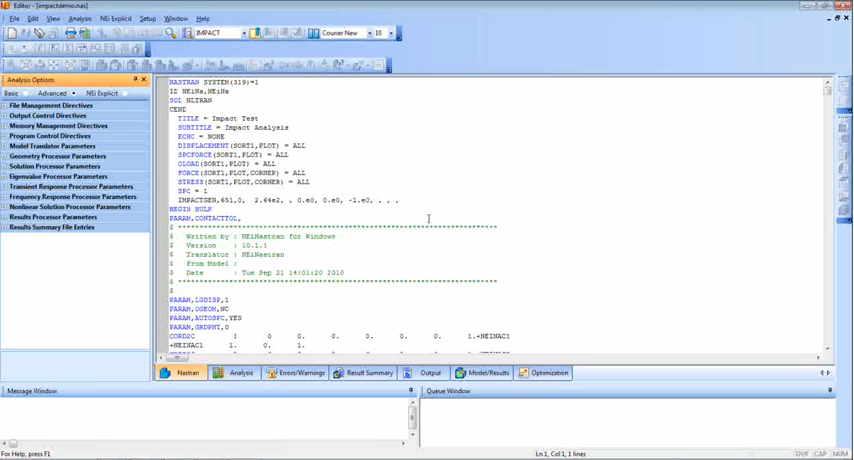 Editor - [impactdemo.nas]
File Edit View Analysis NEi Explicit Setup Window IMPACT
IMPACT Courier New 10
Analysis Options
Basic Advanced NEi Explicit
File Management Directives
Output Control Directives
Memory Management Directives
Program Control Directives
Model Translator Parameters
Geometry Processor Parameters
Solution Processor Parameters
Eigenvalue Processor Parameters
Transient Response Processor Parameters
Frequency Response Processor Parameters
Nonlinear Solution Processor Parameters
Results Processor Parameters
Results Summary File Entries
NASTRAN SYSTEM(319)=1
ID NEiNa,NEiNa
SOL NLTRAN
CEND
TITLE = Impact Test
SUBTITLE = Impact Analysis
ECHO = NONE
DISPLACEMENT(SORT1,PLOT) = ALL
SPCFORCE(SORT1,PLOT) = ALL
OLOAD(SORT1,PLOT) = ALL
FORCE(SORT1,PLOT,CORNER) = ALL
STRESS(SORT1,PLOT,CORNER) = ALL
SPC = 1
IMPACTGEN,651,0, 2.64e2, , 0.e0, 0.e0, -1.e0, , , ,
BEGIN BULK
PARAM,CONTACTTOL,
$ ******************************************************************************
$ Written by : NEiNastran for Windows
$ Version : 10.1.1
$ Translator : NEiNastran
$ From Model :
$ Date : Tue Sep 21 14:01:20 2010
$ ******************************************************************************
$
PARAM,LGDISP,1
PARAM,OGEOM,NO
PARAM,AUTOSPC,YES
PARAM,GRDPNT,0
CORD2C 1 0 0. 0. 0. 0. 0. 1.+NEINAC1
+NEINAC1 1. 0. 1.
Nastran Analysis Errors/Warnings Result Summary Output Model/Results Optimization
Message Window
Queue Window
For Help, press F1
Ln 1, Col 1, 1 lines
OVR CAP NUM